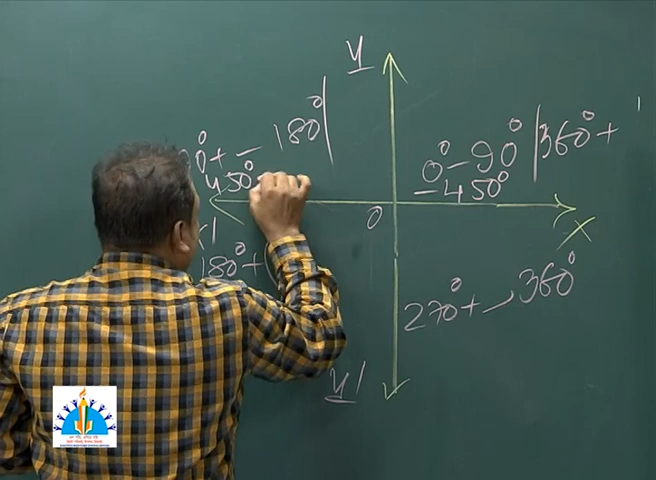 y
0° - 90° | 360° +
- 450°
0° + - 180° |
450°
0
X
x'
180° +
270° + - 360°
y'